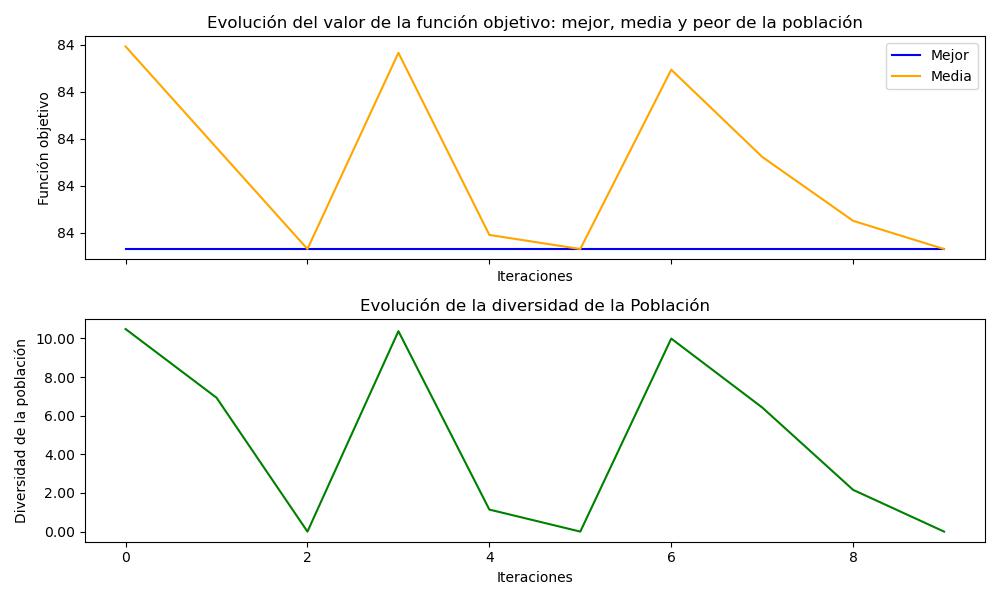 Evolución del valor de la función objetivo: mejor, media y peor de la población
84
84
84
84
84
Función objetivo
Mejor
Media
Iteraciones
Evolución de la diversidad de la Población
10.00
8.00
6.00
4.00
2.00
0.00
Diversidad de la población
0 2 4 6 8
Iteraciones